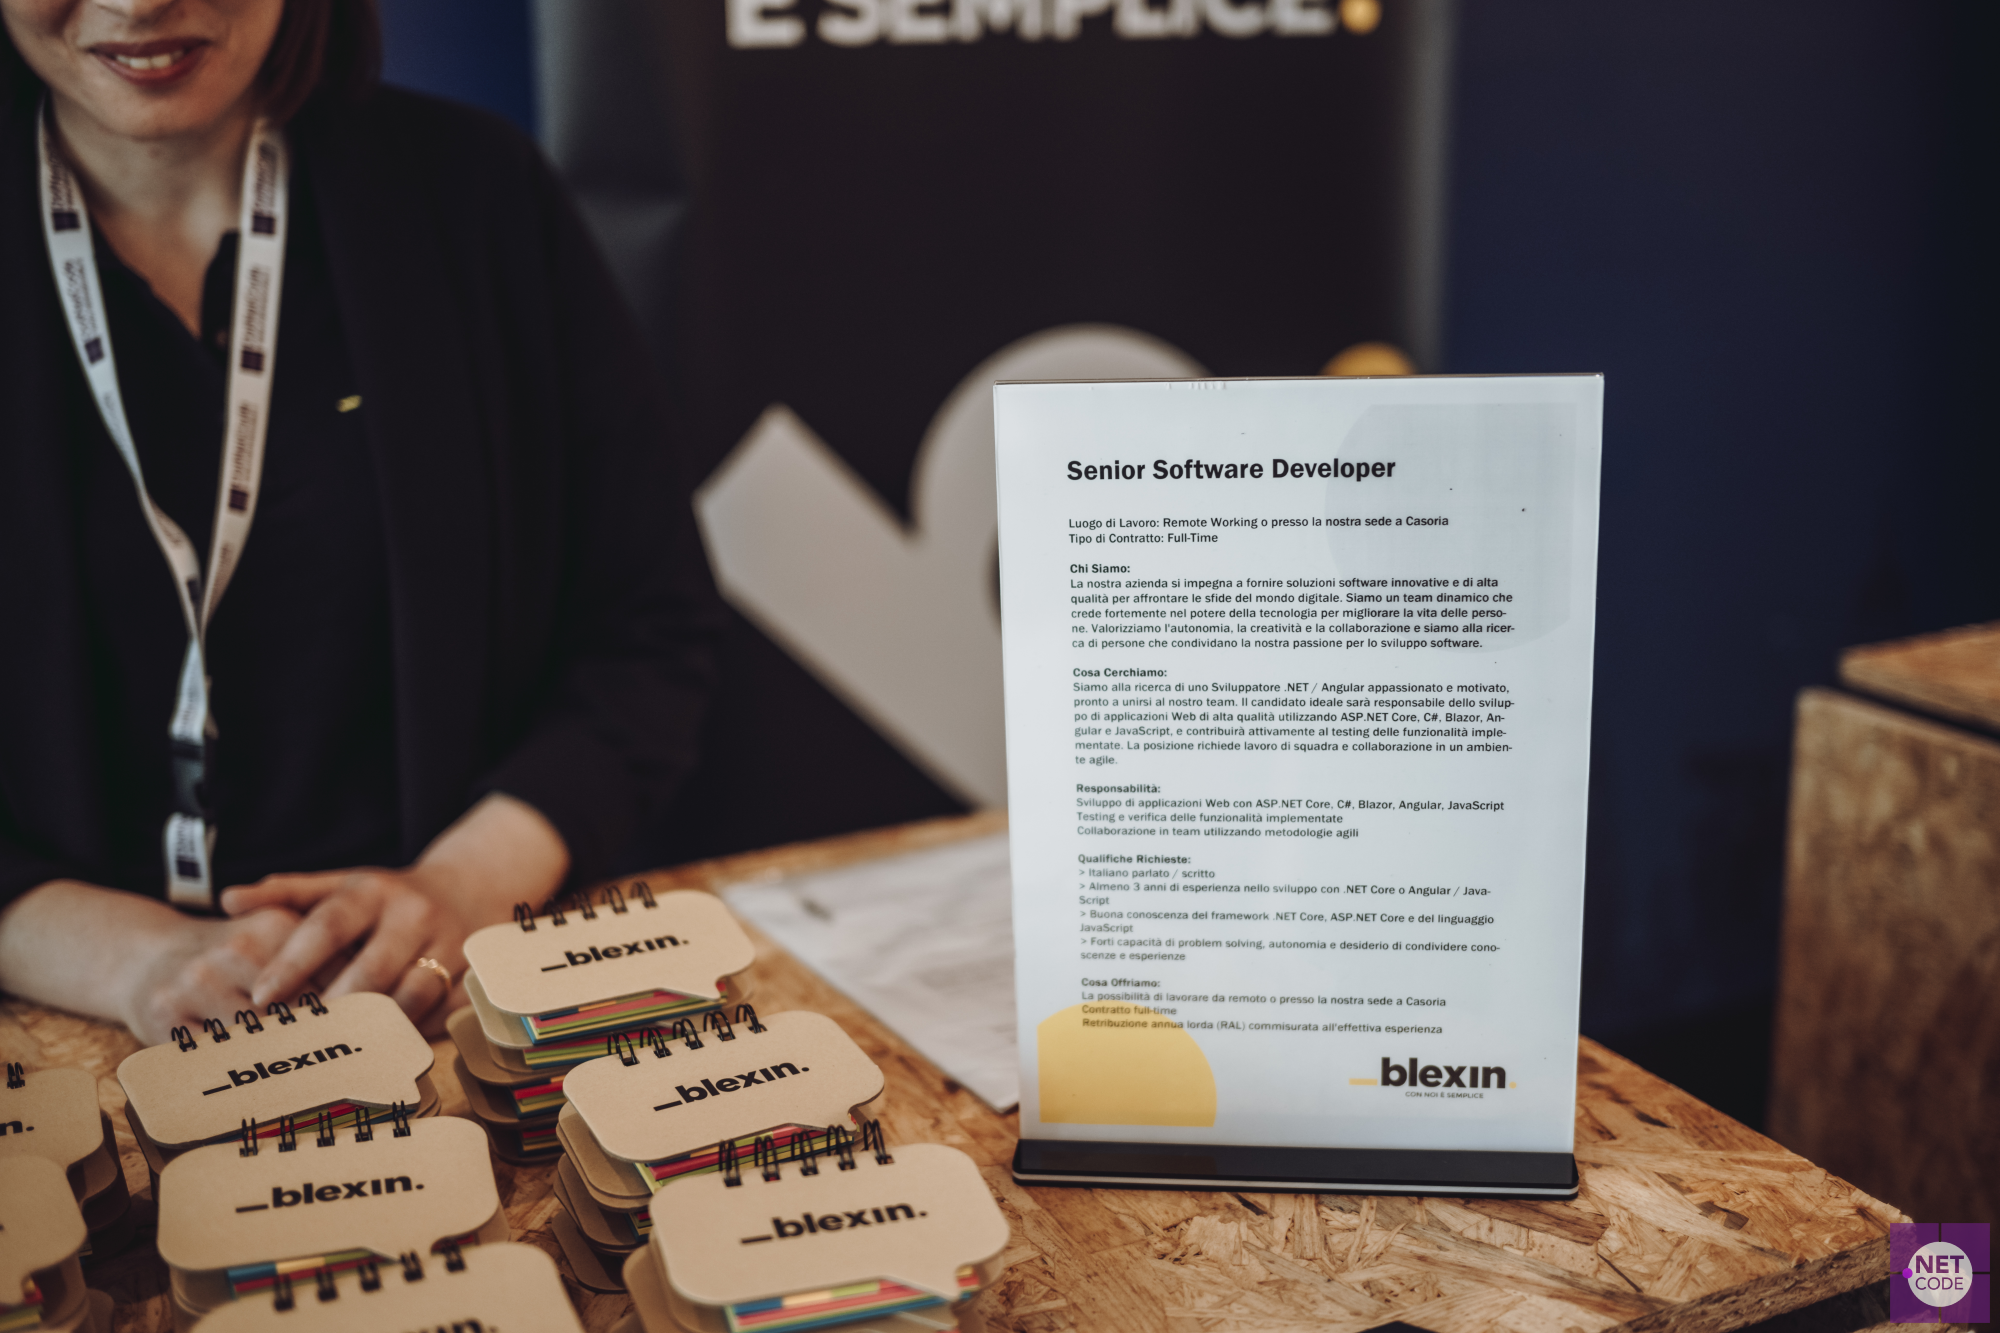 E SEMPLICE.
Senior Software Developer
Luogo di Lavoro: Remote Working o presso la nostra sede a Casoria
Tipo di Contratto: Full-Time
Chi Siamo:
La nostra azienda si impegna a fornire soluzioni software innovative e di alta
qualità per affrontare le sfide del mondo digitale. Siamo un team dinamico che
crede fortemente nel potere della tecnologia per migliorare la vita delle perso-
ne. Valorizziamo l'autonomia, la creatività e la collaborazione e siamo alla ricer-
ca di persone che condividano la nostra passione per lo sviluppo software.
Cosa Cerchiamo:
Siamo alla ricerca di uno Sviluppatore .NET / Angular appassionato e motivato,
pronto a unirsi al nostro team. Il candidato ideale sarà responsabile dello svilup-
po di applicazioni Web di alta qualità utilizzando ASP.NET Core, C#, Blazor, An-
gular e JavaScript, e contribuirà attivamente al testing delle funzionalità imple-
mentate. La posizione richiede lavoro di squadra e collaborazione in un ambien-
te agile.
Responsabilità:
Sviluppo di applicazioni Web con ASP.NET Core, C#, Blazor, Angular, JavaScript
Testing e verifica delle funzionalità implementate
Collaborazione in team utilizzando metodologie agili
Qualifiche Richieste:
> Italiano parlato / scritto
> Almeno 3 anni di esperienza nello sviluppo con .NET Core o Angular / Java-
Script
> Buona conoscenza del framework .NET Core, ASP.NET Core e del linguaggio
JavaScript
> Forti capacità di problem solving, autonomia e desiderio di condividere cono-
scenze e esperienze
Cosa Offriamo:
La possibilità di lavorare da remoto o presso la nostra sede a Casoria
Contratto full-time
Retribuzione annua lorda (RAL) commisurata all'effettiva esperienza
_blexın.
CON NOI È SEMPLICE
_blexın.
_blexın.
_blexın.
_blexın.
_blexın.
n.
NET
CODE